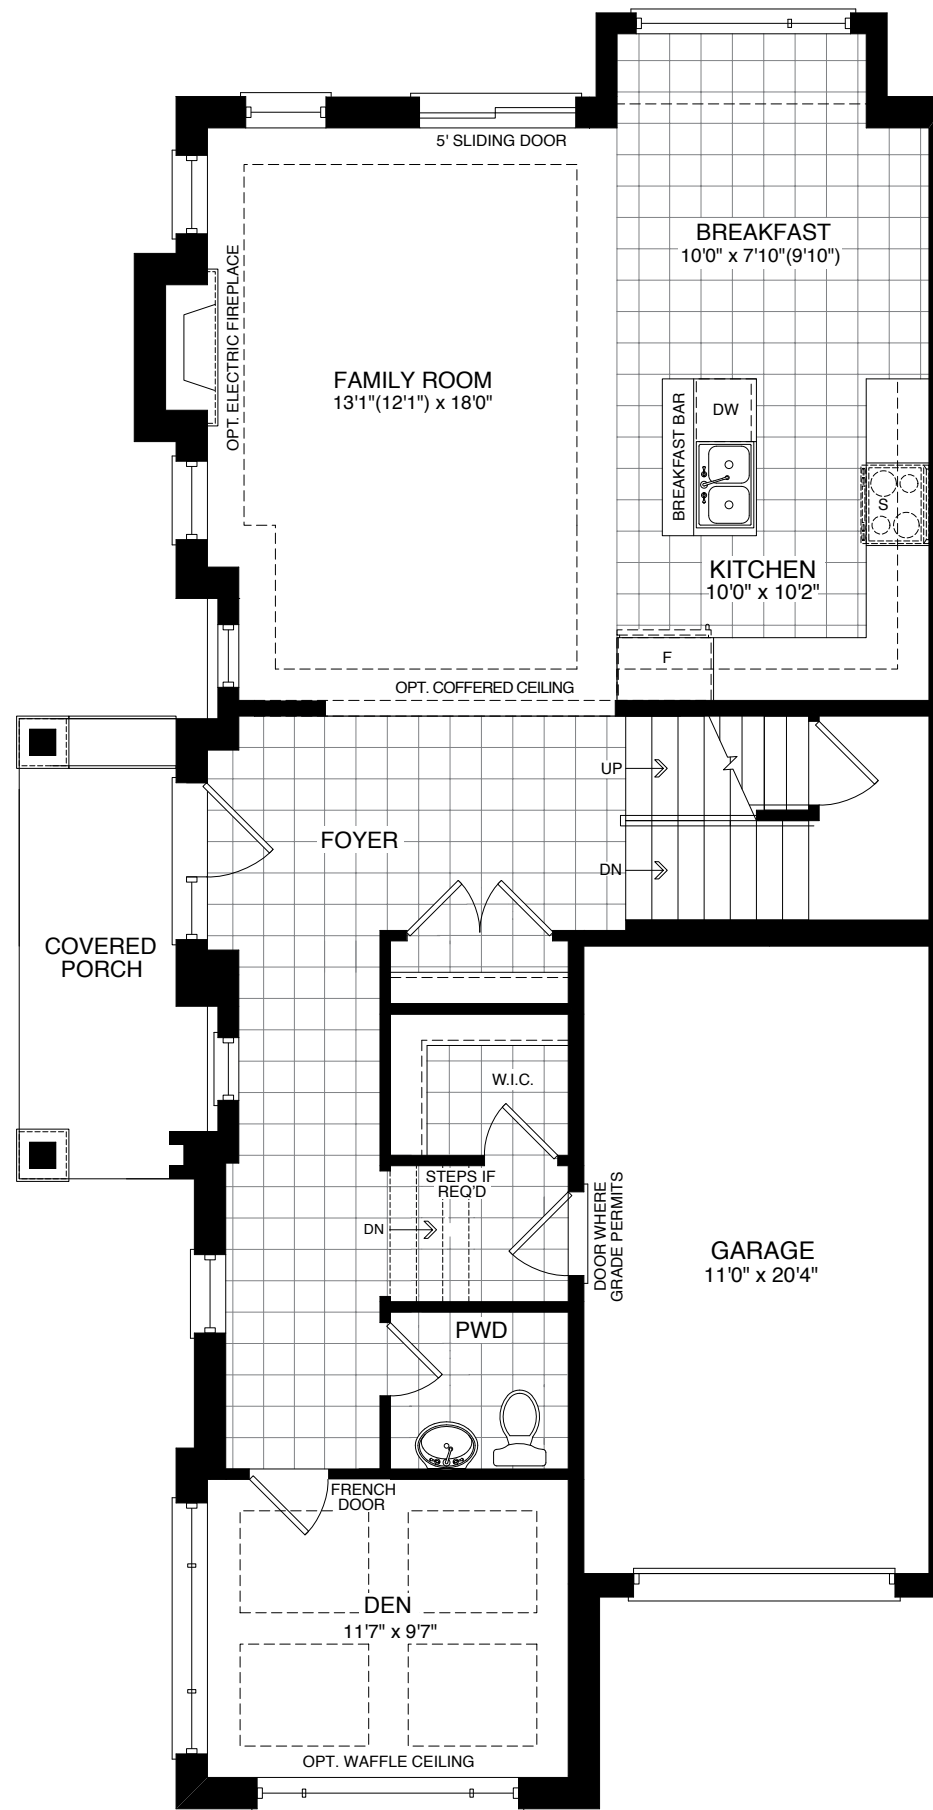 5' SLIDING DOOR
BREAKFAST
10'0" x 7'10"(9'10")
OPT. ELECTRIC FIREPLACE
FAMILY ROOM
13'1"(12'1") x 18'0"
BREAKFAST BAR
DW
S
KITCHEN
10'0" x 10'2"
F
OPT. COFFERED CEILING
UP
FOYER
DN
COVERED
PORCH
W.I.C.
STEPS IF
REQ'D
DN
DOOR WHERE
GRADE PERMITS
GARAGE
11'0" x 20'4"
PWD
FRENCH
DOOR
DEN
11'7" x 9'7"
OPT. WAFFLE CEILING